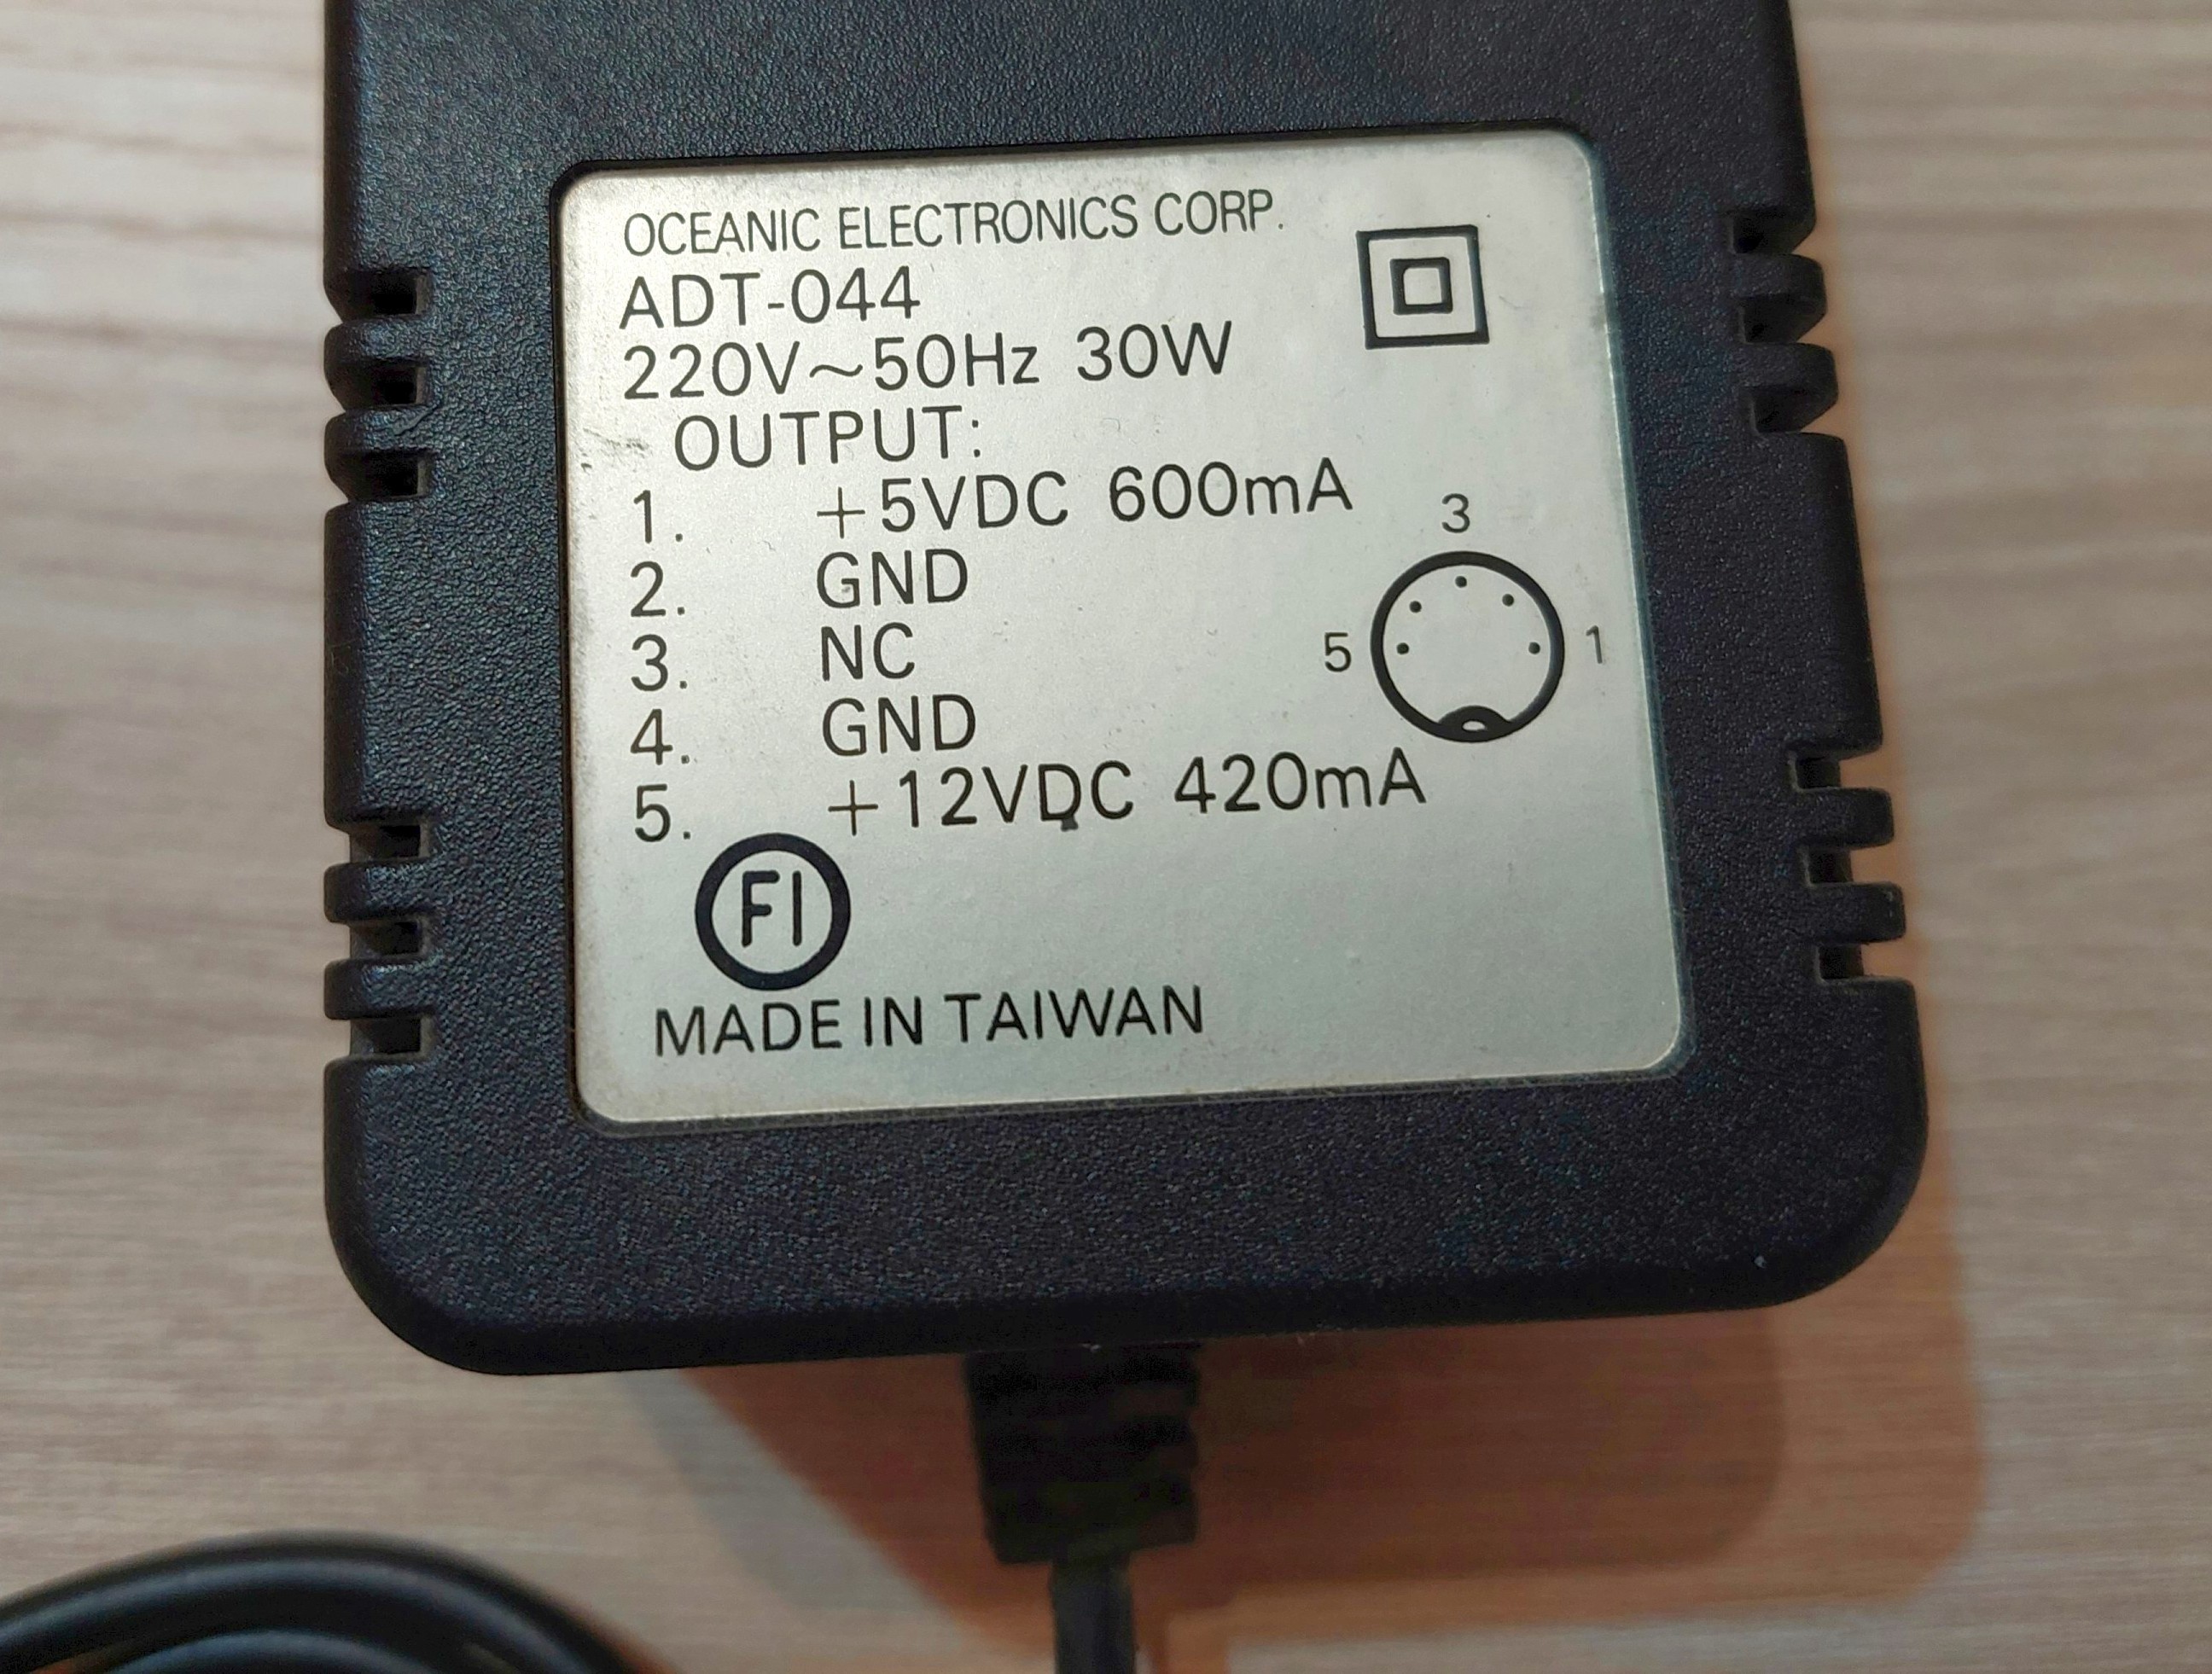 OCEANIC ELECTRONICS CORP.
ADT-044
220V~50Hz 30W
OUTPUT:
1. +5VDC 600mA
2. GND
3. NC
4. GND
5. +12VDC 420mA
3
5 1
FI
MADE IN TAIWAN